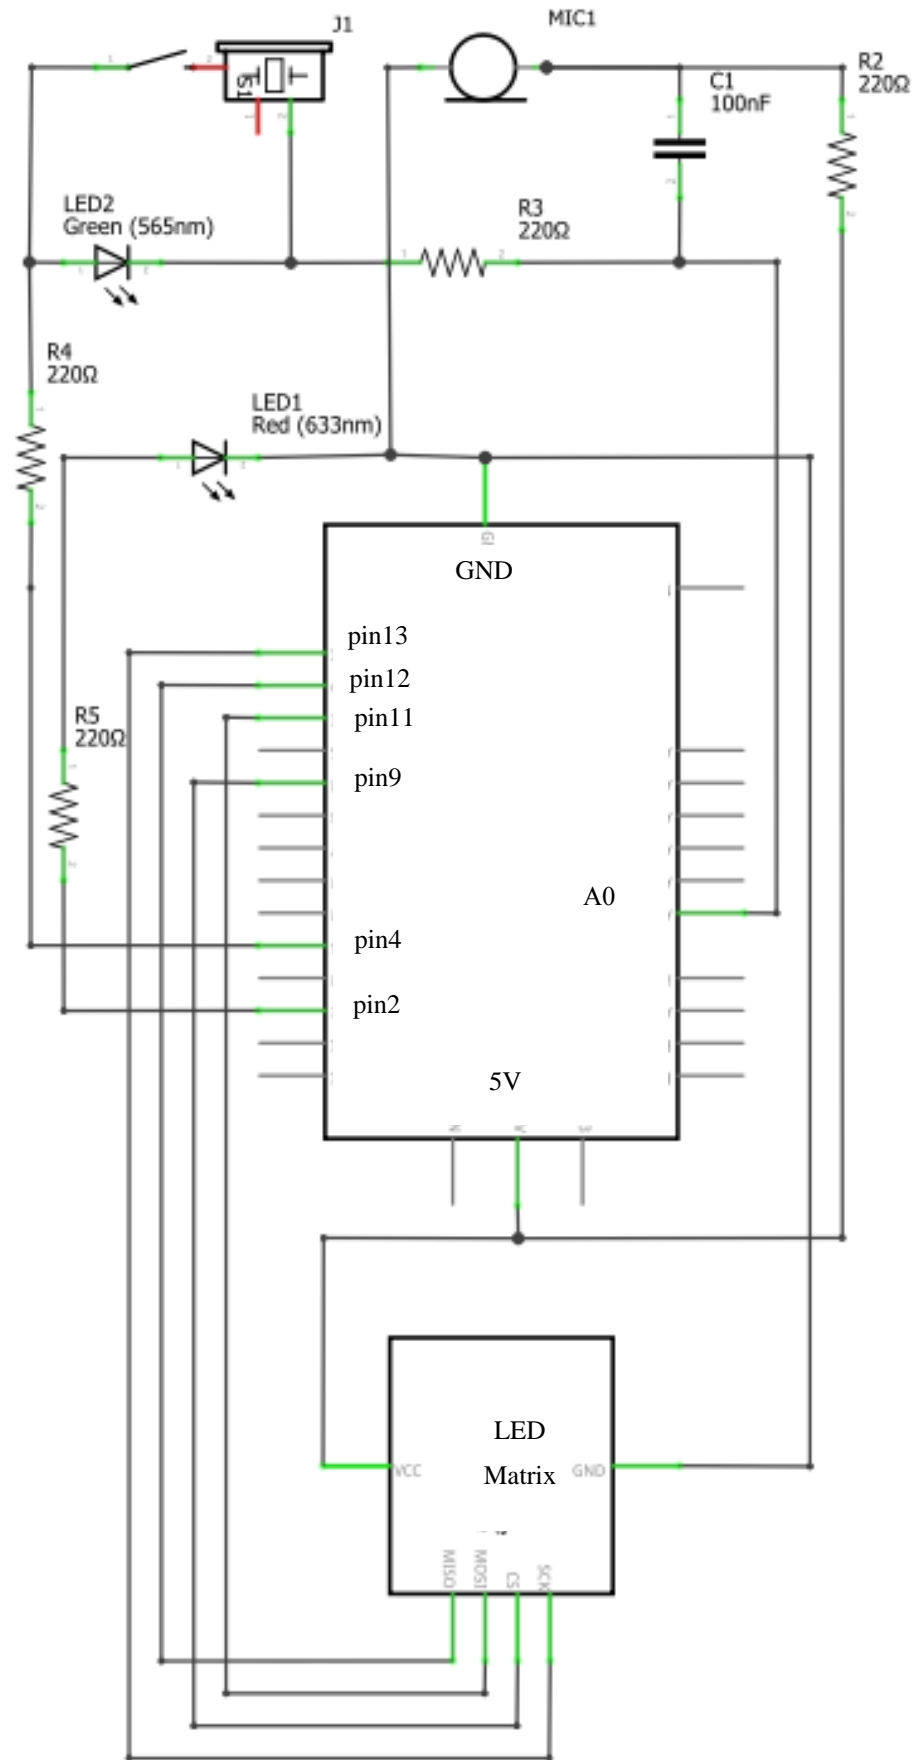 J1
MIC1
R2
220Ω
C1
100nF
S1
LED2
Green (565nm)
R3
220Ω
R4
220Ω
LED1
Red (633nm)
GND
pin13
pin12
pin11
R5
220Ω
pin9
A0
pin4
pin2
5V
LED
Matrix
VCC
GND
MISO
MOSI
CS
SCK